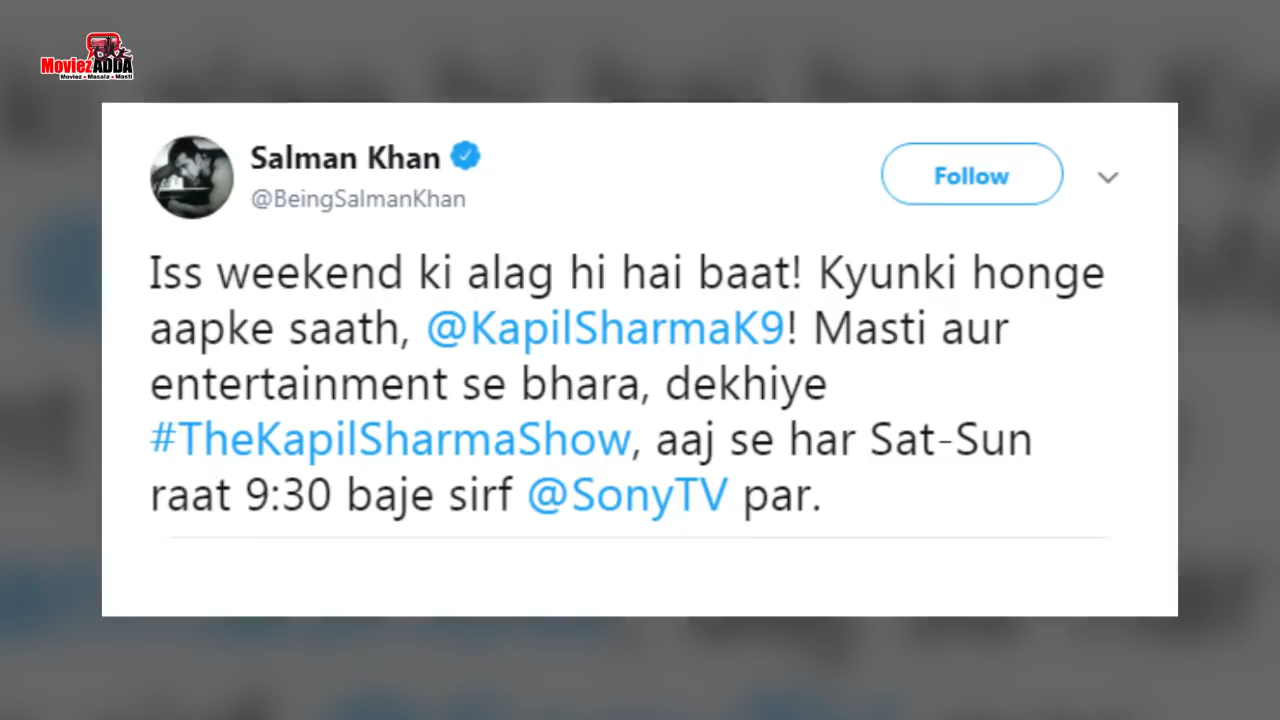 MoviezADDA
Moviez - Masala - Masti
Salman Khan
@BeingSalmanKhan
Follow
Iss weekend ki alag hi hai baat! Kyunki honge
aapke saath, @KapilSharmaK9! Masti aur
entertainment se bhara, dekhiye
#TheKapilSharmaShow, aaj se har Sat-Sun
raat 9:30 baje sirf @SonyTV par.